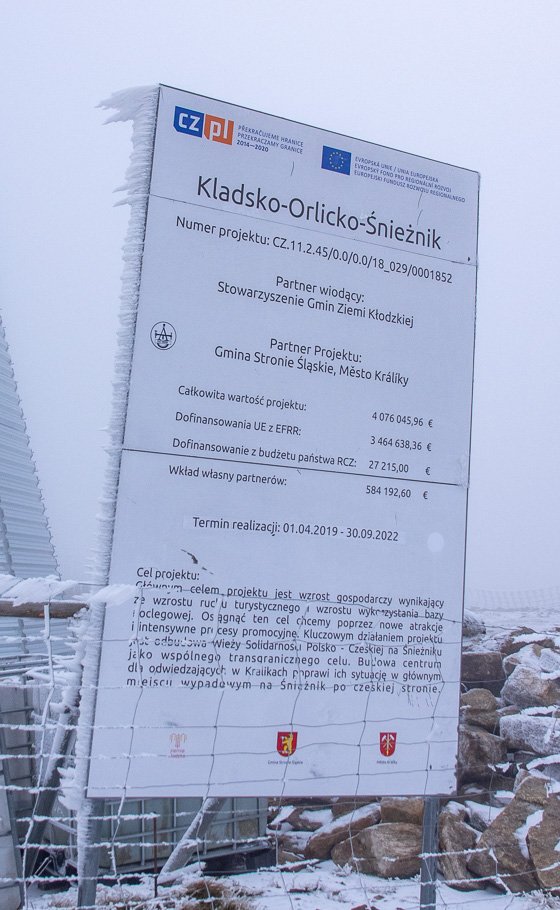 cz pl
PŘEKRAČUJEME HRANICE
PRZEKRACZAMY GRANICE
2014—2020
EVROPSKÁ UNIE / UNIA EUROPEJSKA
EVROPSKÝ FOND PRO REGIONÁLNÍ ROZVOJ
EUROPEJSKI FUNDUSZ ROZWOJU REGIONALNEGO
Kladsko-Orlicko-Śnieżnik
Numer projektu: CZ.11.2.45/0.0/0.0/18_029/0001852
Partner wiodący:
Stowarzyszenie Gmin Ziemi Kłodzkiej
Partner Projektu:
Gmina Stronie Śląskie, Město Králíky
Całkowita wartość projektu: 4 076 045,96 €
Dofinansowania UE z EFRR: 3 464 638,36 €
Dofinansowanie z budżetu państwa RCZ: 27 215,00 €
Wkład własny partnerów: 584 192,60 €
Termin realizacji: 01.04.2019 - 30.09.2022
Cel projektu:
Głównym celem projektu jest wzrost gospodarczy wynikający
ze wzrostu ruchu turystycznego i wzrostu wykorzystania bazy
noclegowej. Osiągnąć ten cel chcemy poprzez nowe atrakcje
i intensywne procesy promocyjne. Kluczowym działaniem projektu
jest odbudowa Wieży Solidarności Polsko - Czeskiej na Śnieżniku
jako wspólnego transgranicznego celu. Budowa centrum
dla odwiedzających w Kralikach poprawi ich sytuację w głównym
miejscu wypadowym na Śnieżnik po czeskiej stronie.
Gmina Stronie Śląskie
Město Králíky